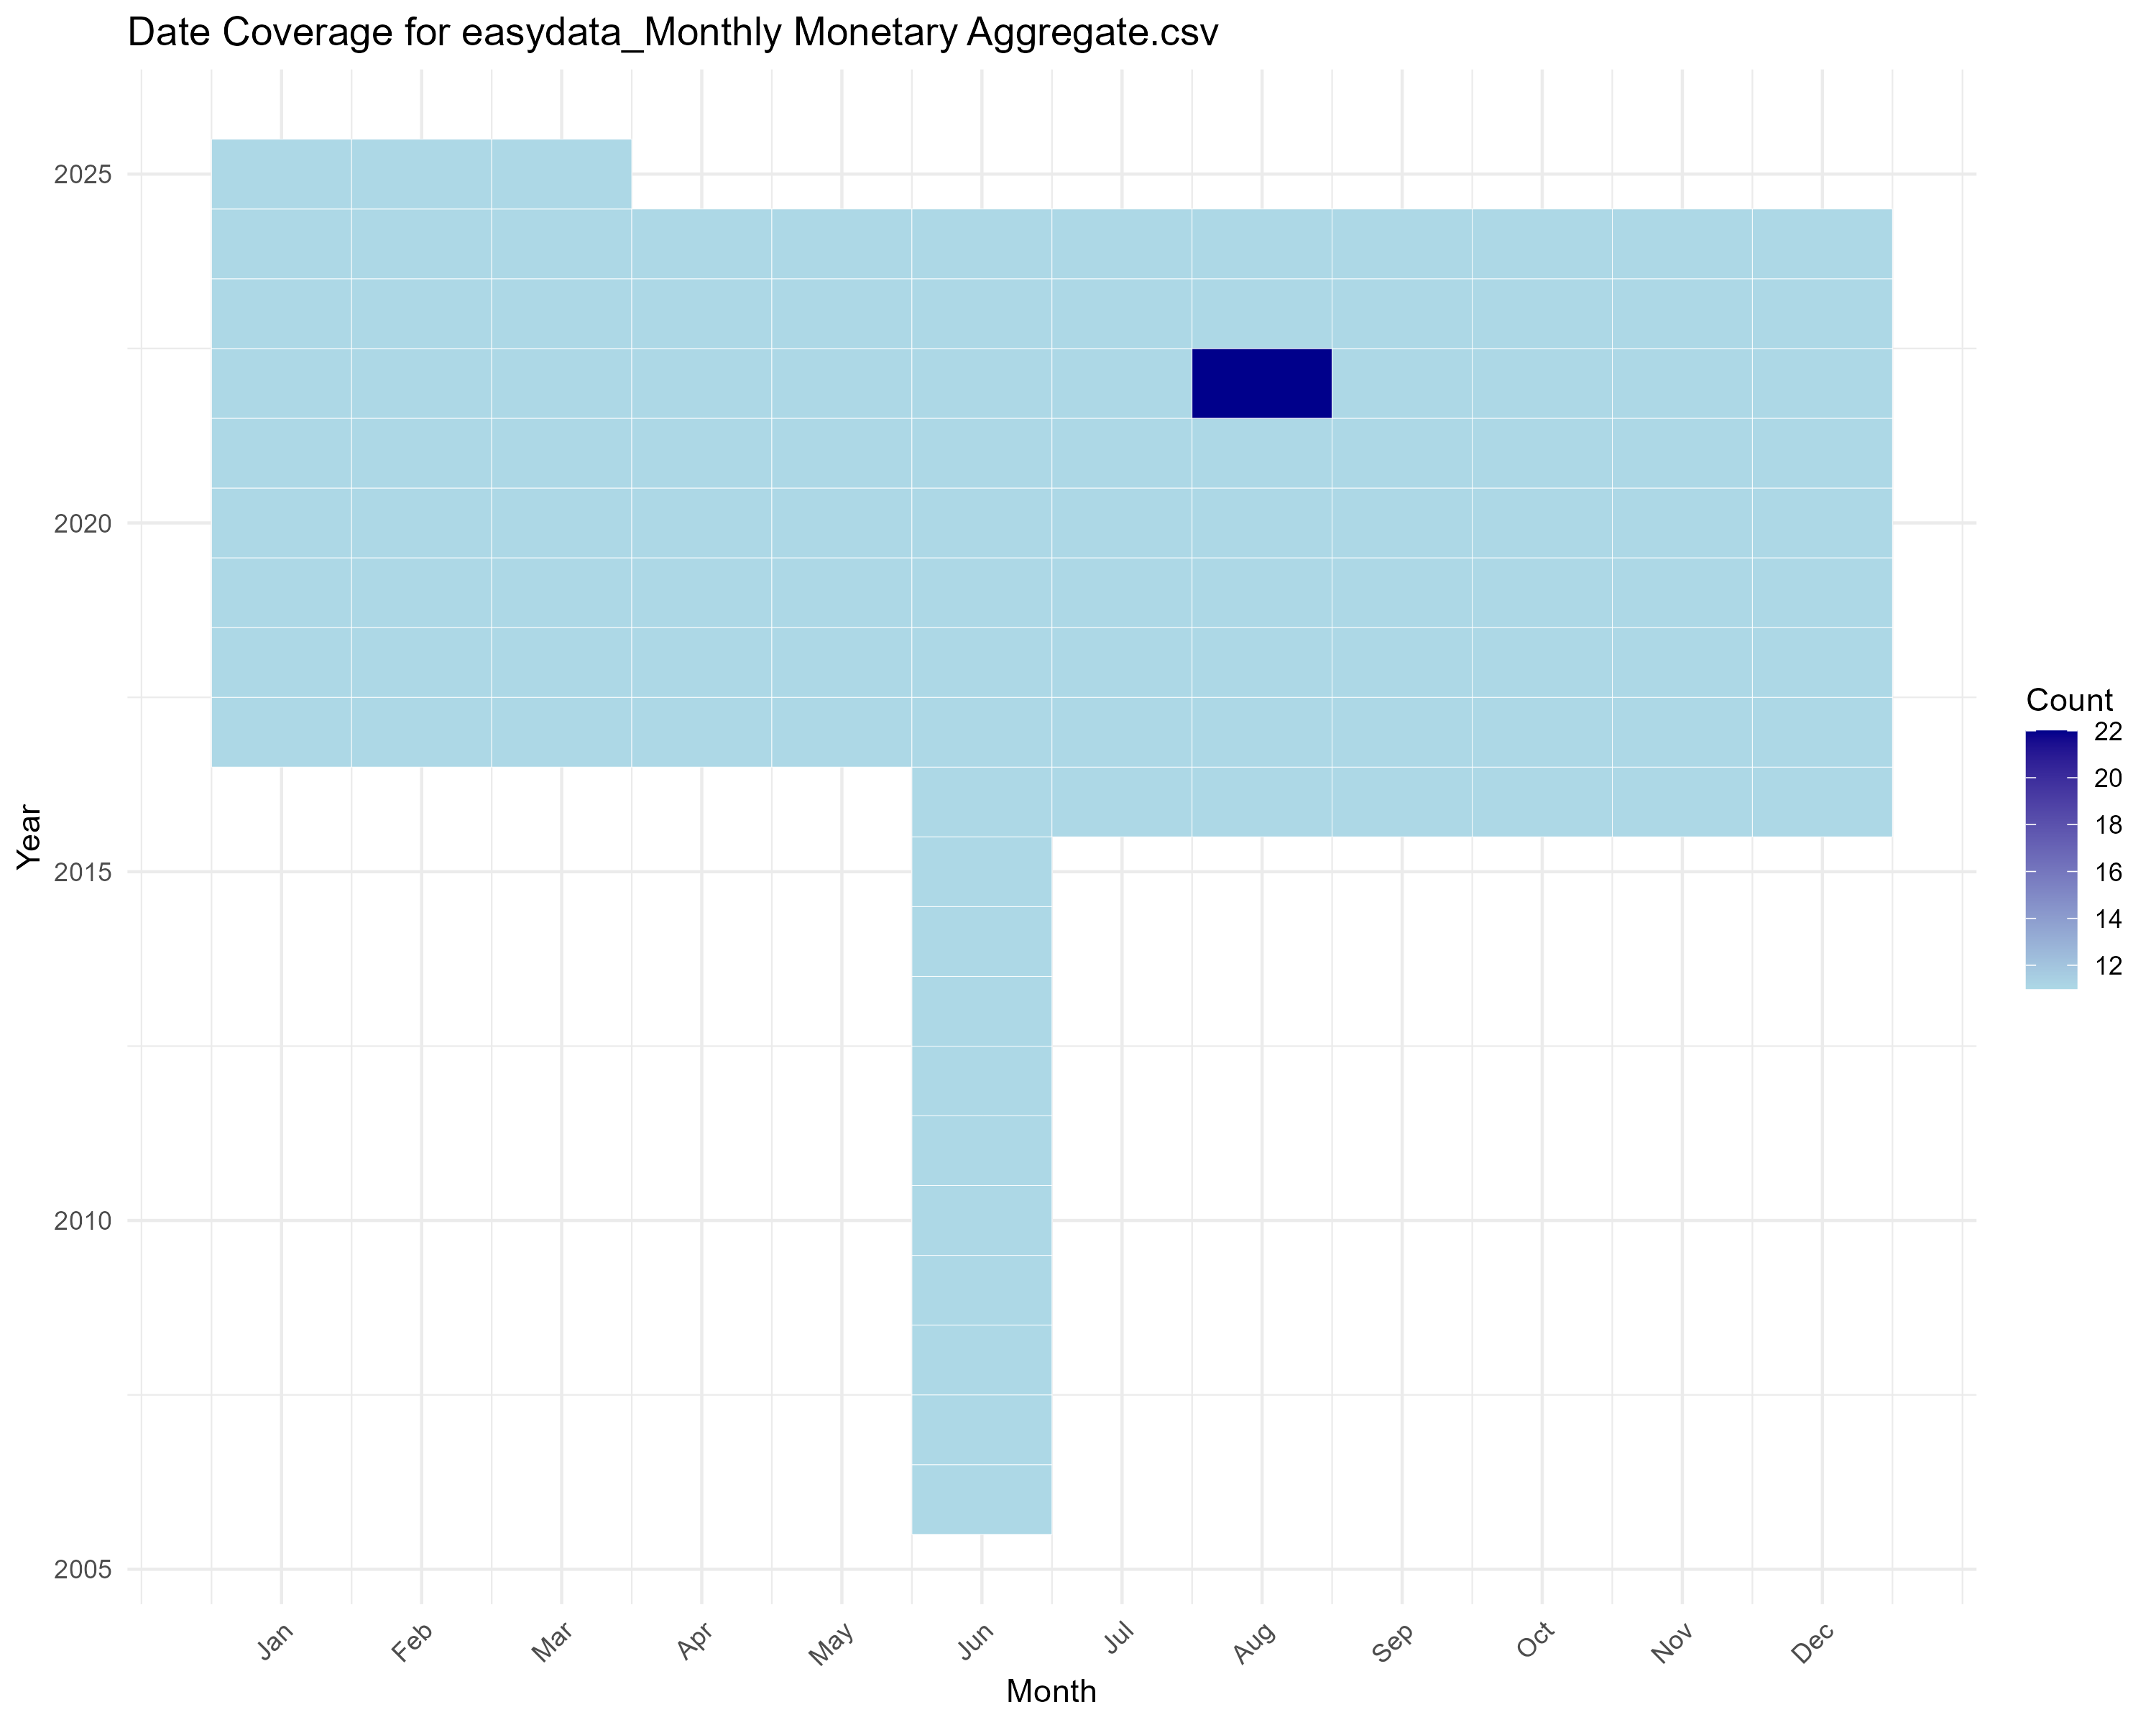 Date Coverage for easydata_Monthly Monetary Aggregate.csv
2025
2020
2015
2010
2005
Year
Jan
Feb
Mar
Apr
May
Jun
Jul
Aug
Sep
Oct
Nov
Dec
Month
Count
22
20
18
16
14
12